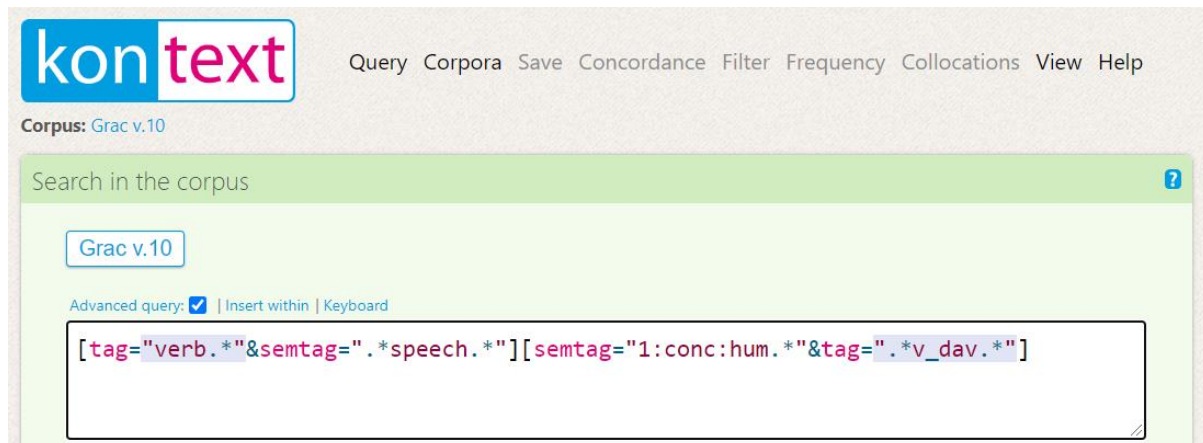 kontext
Query Corpora Save Concordance Filter Frequency Collocations View Help
Corpus: Grac v.10
Search in the corpus ?
Grac v.10
Advanced query: | Insert within | Keyboard
[tag="verb.*"&semtag=".*speech.*"][semtag="1:conc:hum.*"&tag=".*v_dav.*"]